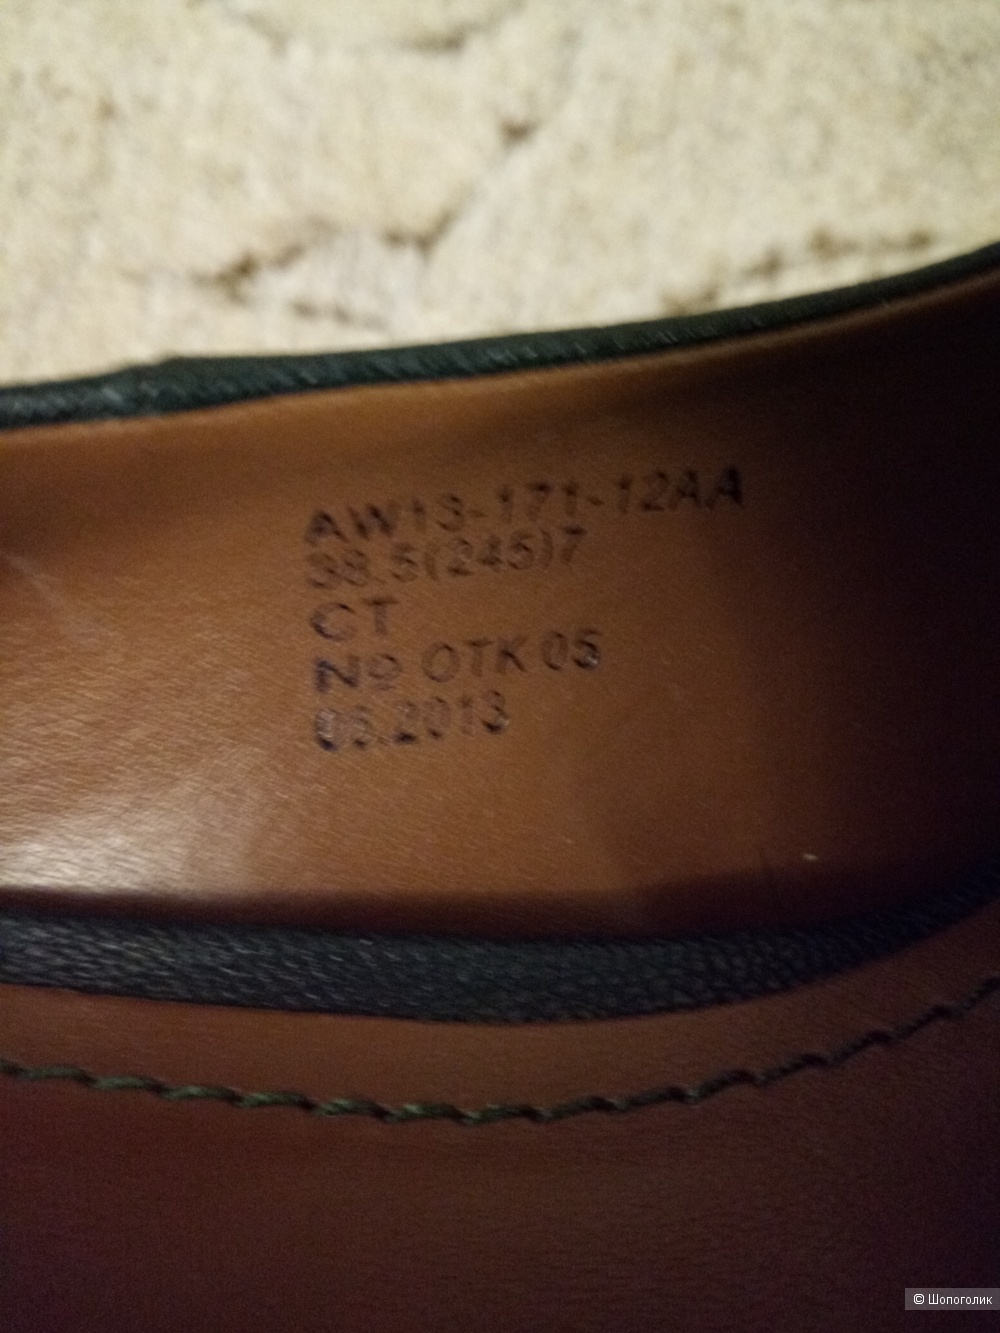 AW13-171-12AA
38.5(245)7
CT
№ OTK 05
05.2013
© Шопоголик